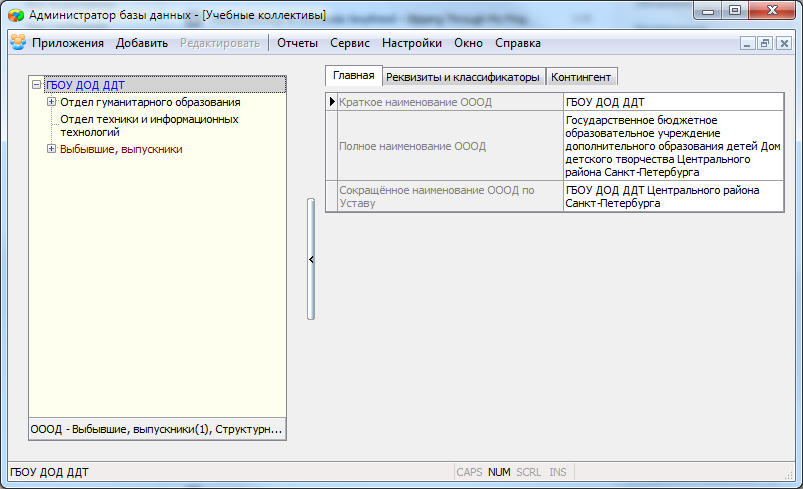 Администратор базы данных - [Учебные коллективы]
Приложения Добавить Редактировать Отчеты Сервис Настройки Окно Справка
ГБОУ ДОД ДДТ
Отдел гуманитарного образования
Отдел техники и информационных
технологий
Выбывшие, выпускники
ОООД - Выбывшие, выпускники(1), Структурн...
Главная Реквизиты и классификаторы Контингент
Краткое наименование ОООД ГБОУ ДОД ДДТ
Полное наименование ОООД
Государственное бюджетное
образовательное учреждение
дополнительного образования детей Дом
детского творчества Центрального
района Санкт-Петербурга
Сокращённое наименование ОООД по
Уставу
ГБОУ ДОД ДДТ Центрального района
Санкт-Петербурга
ГБОУ ДОД ДДТ CAPS NUM SCRL INS